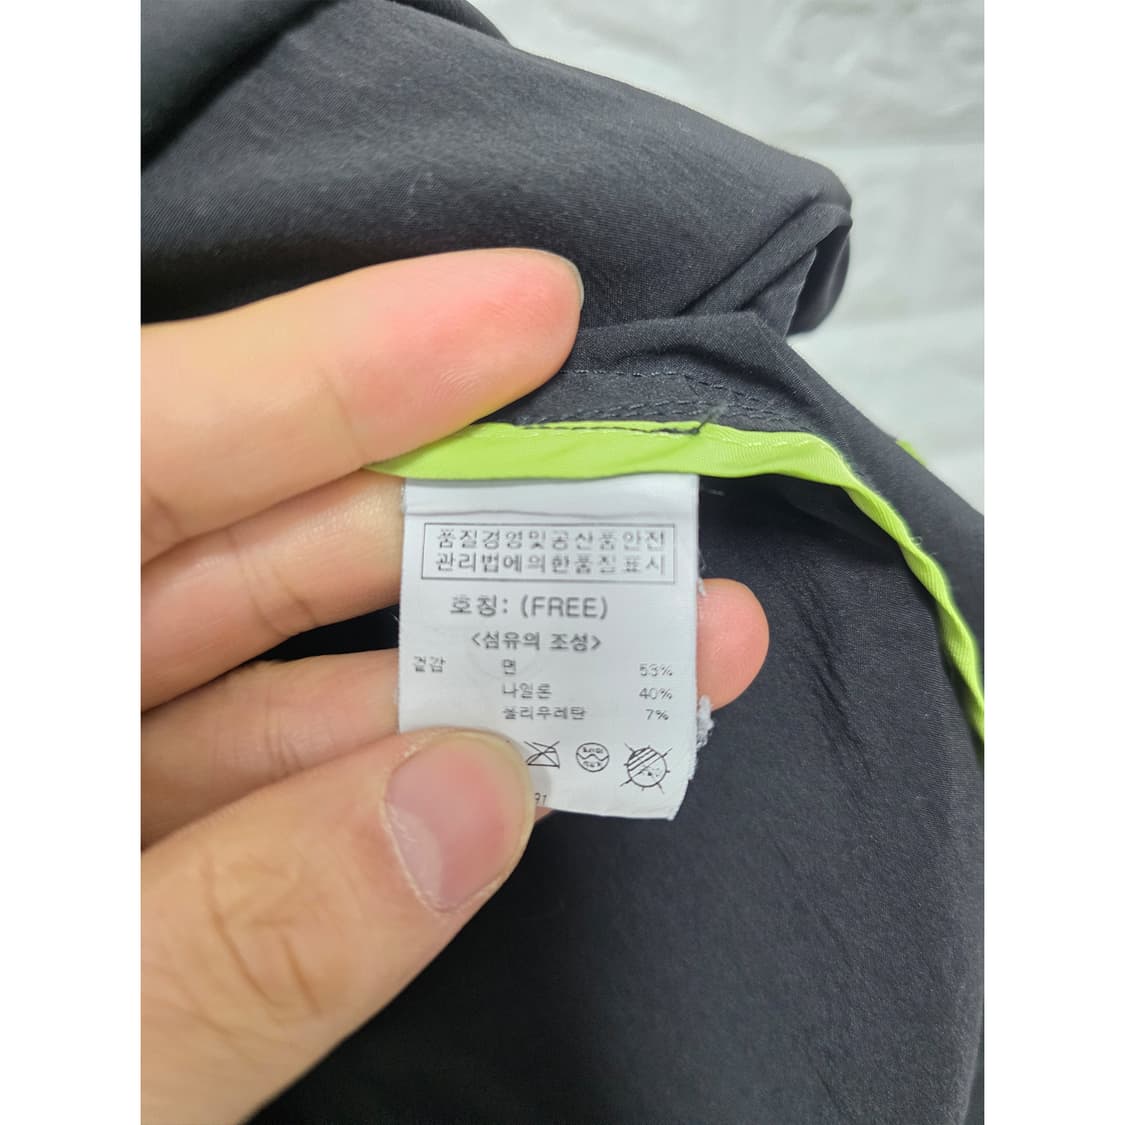 품질경영및공산품안전
관리법에의한품질표시
호칭: (FREE)
<섬유의 조성>
겉감 면 53%
나일론 40%
폴리우레탄 7%
91